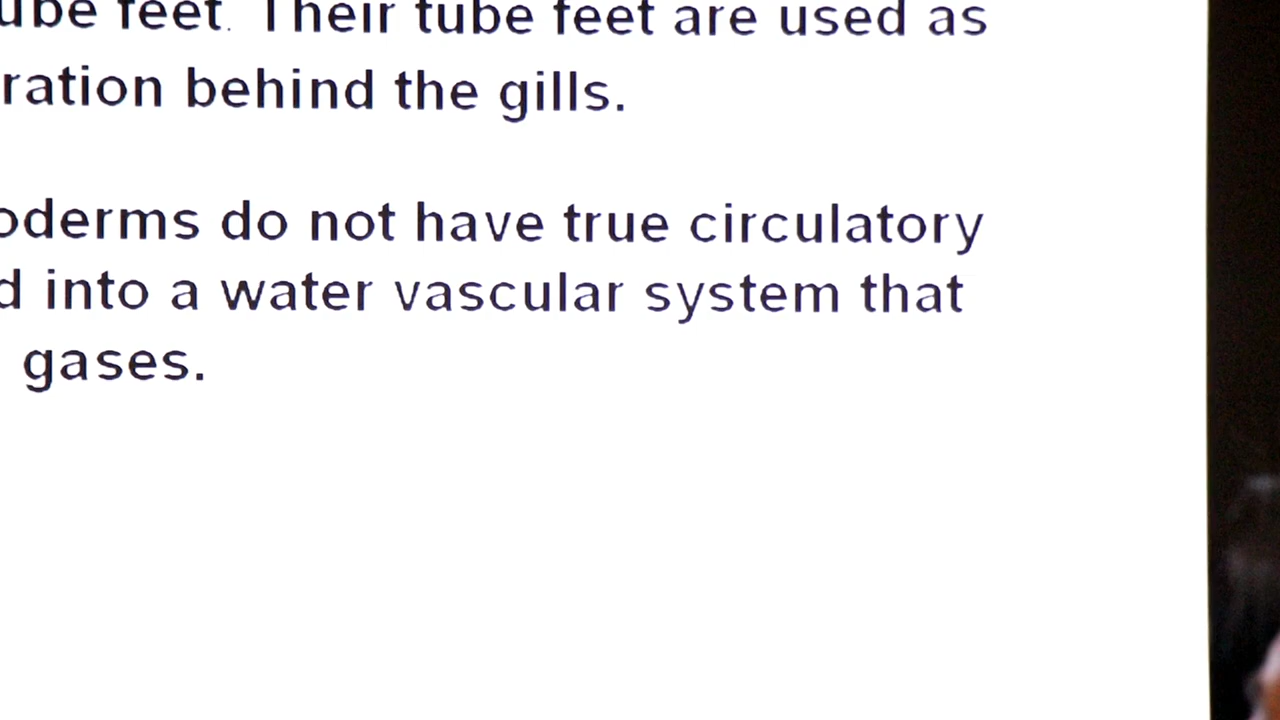 ube feet. Their tube feet are used as
ration behind the gills.
oderms do not have true circulatory
d into a water vascular system that
gases.